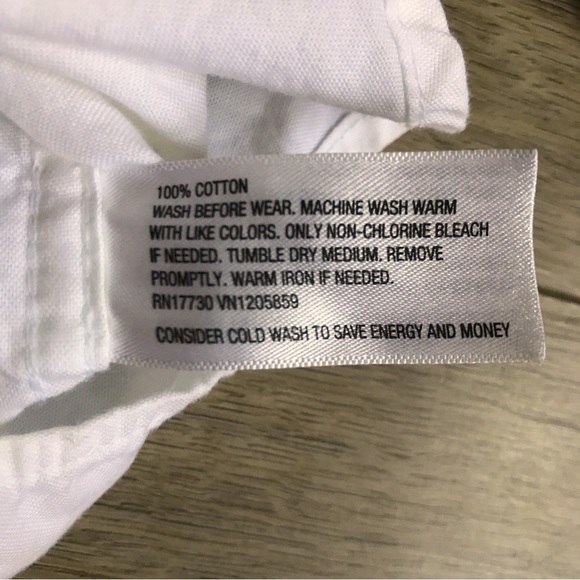 100% COTTON
WASH BEFORE WEAR. MACHINE WASH WARM
WITH LIKE COLORS. ONLY NON-CHLORINE BLEACH
IF NEEDED. TUMBLE DRY MEDIUM. REMOVE
PROMPTLY. WARM IRON IF NEEDED.
RN17730 VN1205859
CONSIDER COLD WASH TO SAVE ENERGY AND MONEY